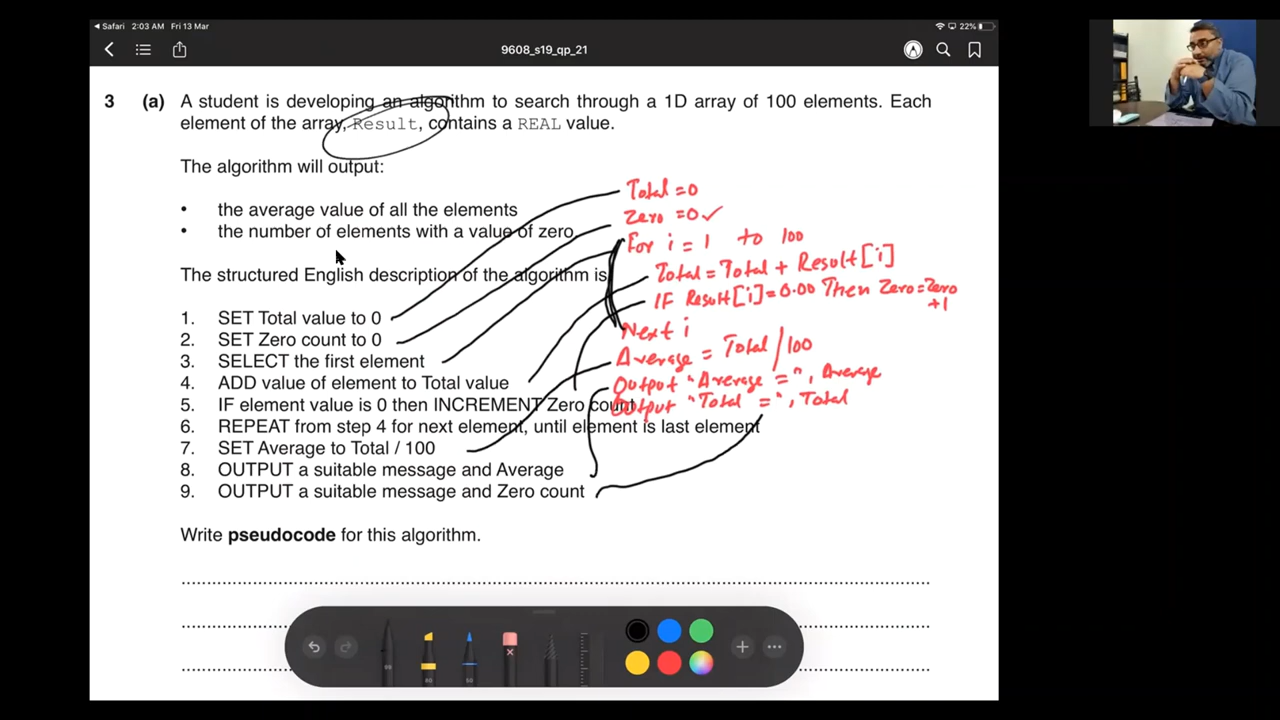 Safari 2:03 AM Fri 13 Mar 22%
9608_s19_qp_21
3 (a) A student is developing an algorithm to search through a 1D array of 100 elements. Each
element of the array, Result, contains a REAL value.
The algorithm will output:
• the average value of all the elements
• the number of elements with a value of zero.
The structured English description of the algorithm is
1. SET Total value to 0
2. SET Zero count to 0
3. SELECT the first element
4. ADD value of element to Total value
5. IF element value is 0 then INCREMENT Zero count
6. REPEAT from step 4 for next element, until element is last element
7. SET Average to Total / 100
8. OUTPUT a suitable message and Average
9. OUTPUT a suitable message and Zero count
Total = 0
Zero = 0 ✓
For i = 1 to 100
Total = Total + Result[i]
IF Result[i] = 0.00 Then Zero = Zero
+1
Next i
Average = Total / 100
Output "Average =", Average
Output "Total =", Total
Write pseudocode for this algorithm.